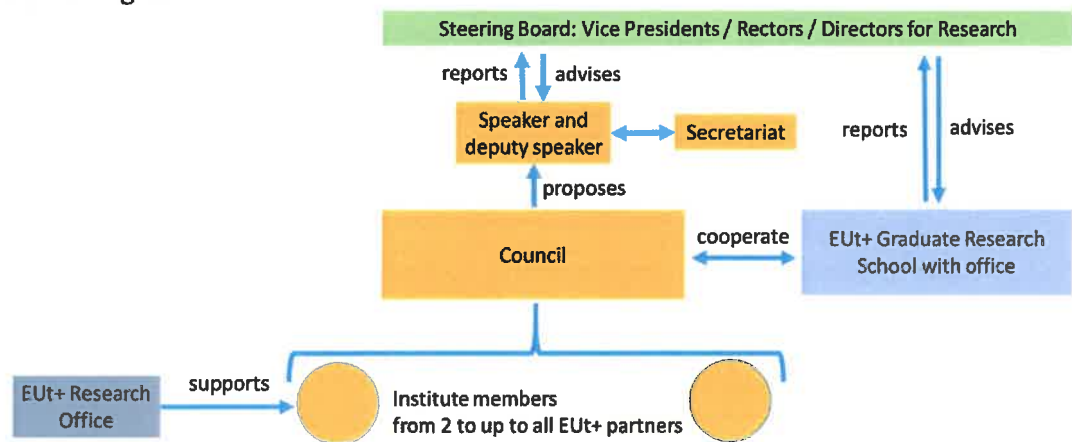 Steering Board: Vice Presidents / Rectors / Directors for Research
reports
advises
Speaker and
deputy speaker
Secretariat
reports
advises
proposes
Council
cooperate
EUt+ Graduate Research
School with office
EUt+ Research
Office
supports
Institute members
from 2 to up to all EUt+ partners